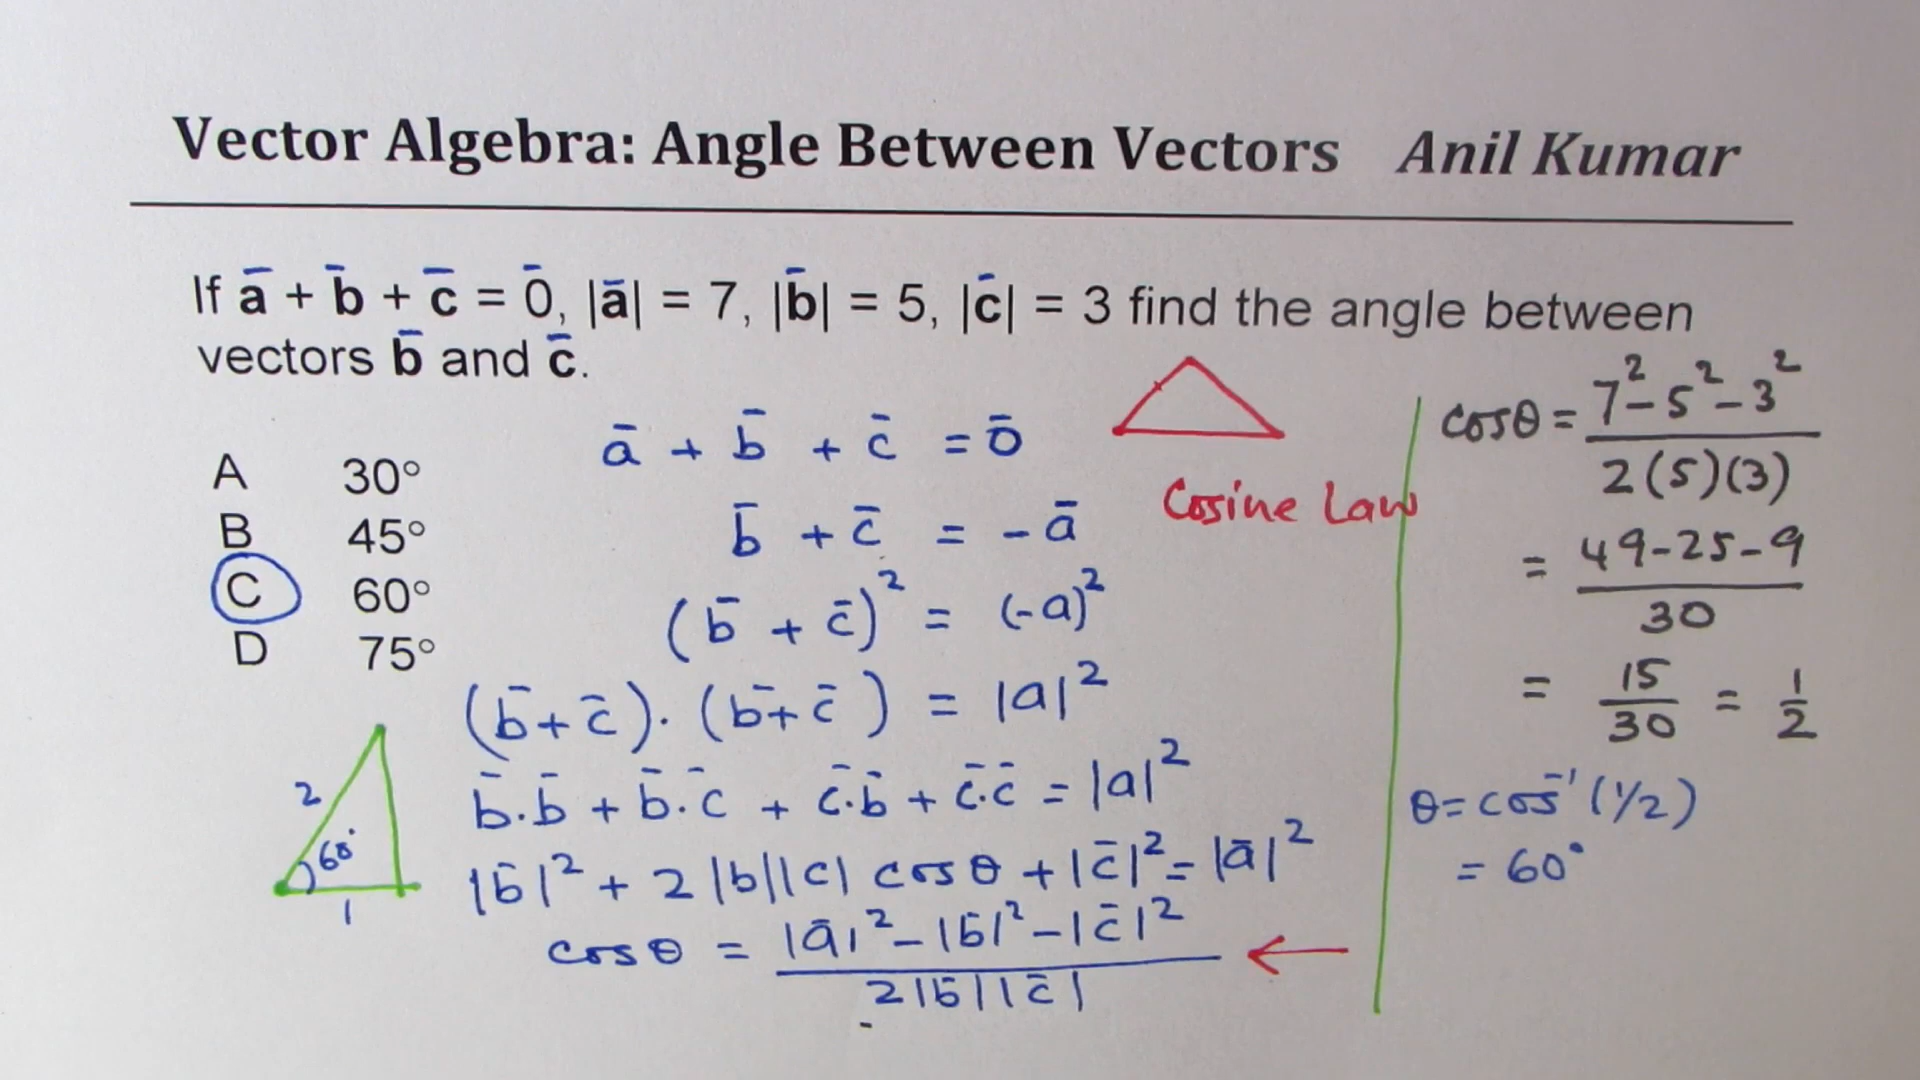 Vector Algebra: Angle Between Vectors Anil Kumar
If a̅ + b̅ + c̅ = 0̅, |a̅| = 7, |b̅| = 5, |c̅| = 3 find the angle between
vectors b̅ and c̅.
A 30°
B 45°
C 60°
D 75°
a̅ + b̅ + c̅ = 0̅
b̅ + c̅ = -a̅
(b̅ + c̅)² = (-a)²
(b̅+c̅)·(b̅+c̅) = |a|²
b̅·b̅ + b̅·c̅ + c̅·b̅ + c̅·c̅ = |a|²
|b̅|² + 2|b||c| cosθ + |c̅|² = |a̅|²
cosθ = |a̅|² - |b̅|² - |c̅|²
2|b̅||c̅|
2
60°
1
Cosine Law
cosθ = 7² - 5² - 3²
2(5)(3)
= 49-25-9
30
= 15/30 = 1/2
θ = cos⁻¹(1/2)
= 60°